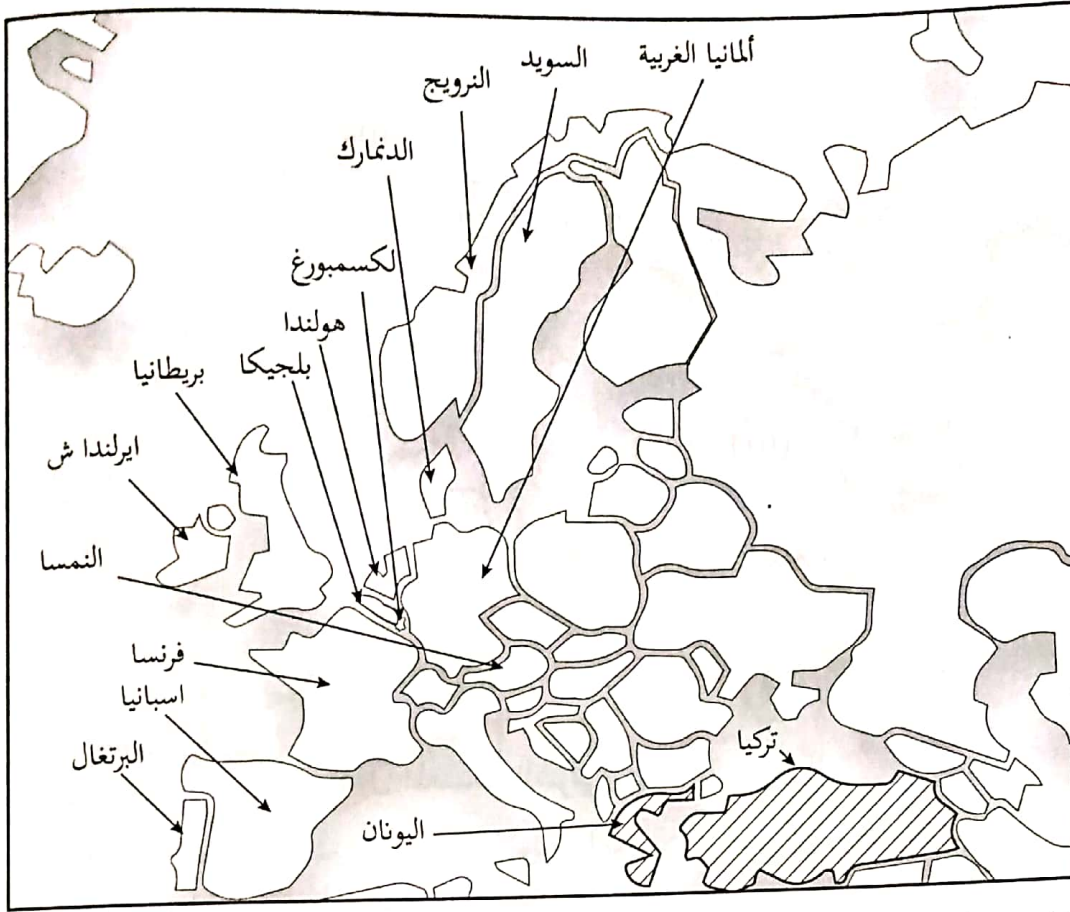 ألمانيا الغربية
السويد
النرويج
الدنمارك
لكسمبورغ
هولندا
بلجيكا
بريطانيا
ايرلندا ش
النمسا
فرنسا
اسبانيا
البرتغال
تركيا
اليونان